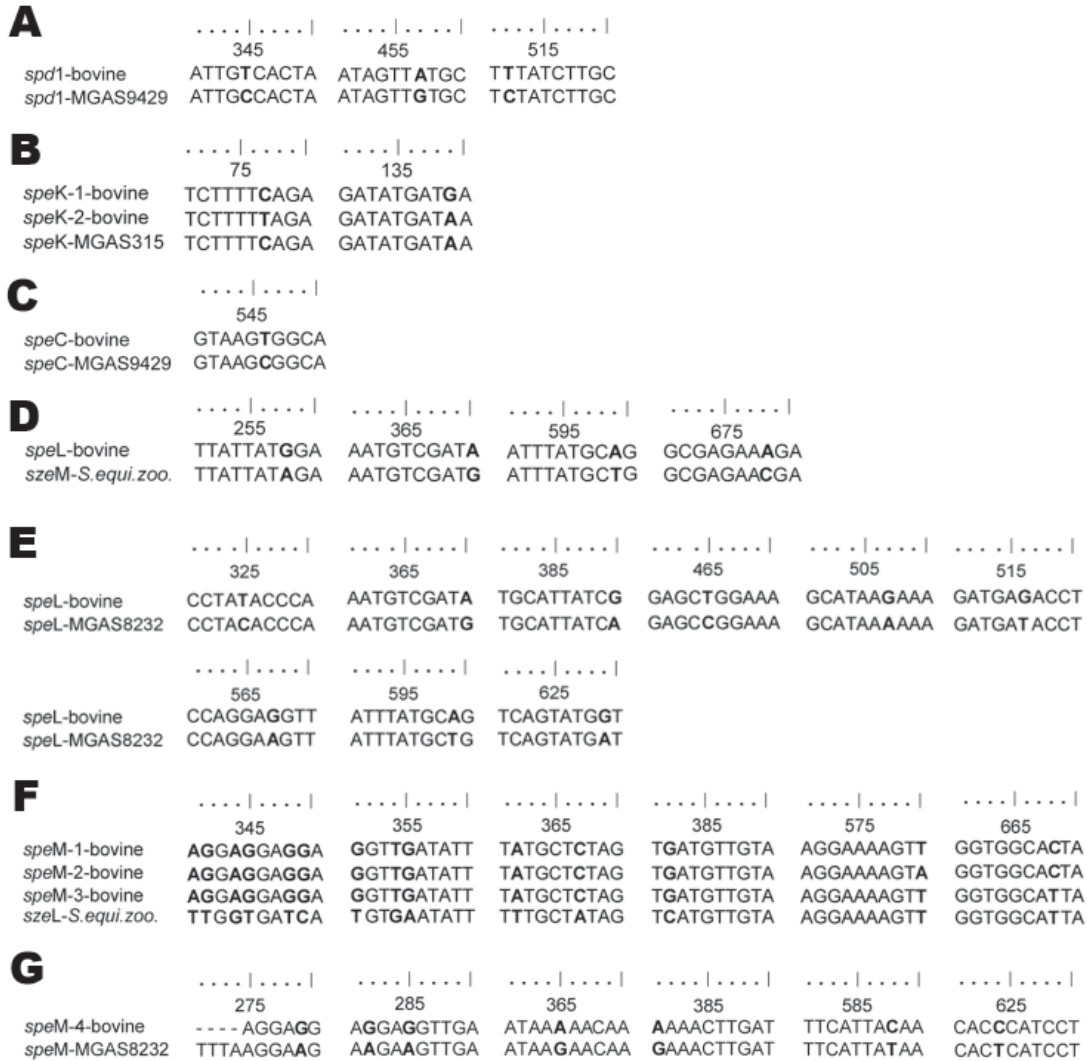 A
. . . . | . . . . | . . . . | . . . . | . . . . | . . . . |
345 455 515
spd1-bovine ATTGTCACTA ATAGTTATGC TTTATCTTGC
spd1-MGAS9429 ATTGCCACTA ATAGTTGTGC TCTATCTTGC
B
. . . . | . . . . | . . . . | . . . . |
75 135
speK-1-bovine TCTTTTCAGA GATATGATGA
speK-2-bovine TCTTTTTAGA GATATGATAA
speK-MGAS315 TCTTTTCAGA GATATGATAA
C
. . . . | . . . . |
545
speC-bovine GTAAGTGGCA
speC-MGAS9429 GTAAGCGGCA
D
. . . . | . . . . | . . . . | . . . . | . . . . | . . . . | . . . . | . . . . |
255 365 595 675
speL-bovine TTATTATGGA AATGTCGATA ATTTATGCAG GCGAGAAAGA
szeM-S.equi.zoo. TTATTATAGA AATGTCGATG ATTTATGCTG GCGAGAACGA
E
. . . . | . . . . | . . . . | . . . . | . . . . | . . . . | . . . . | . . . . | . . . . | . . . . | . . . . | . . . . |
325 365 385 465 505 515
speL-bovine CCTATACCCA AATGTCGATA TGCATTATCG GAGCTGGAAA GCATAAGAAA GATGAGACCT
speL-MGAS8232 CCTACACCCA AATGTCGATG TGCATTATCA GAGCCGGAAA GCATAAAAAA GATGATACCT
. . . . | . . . . | . . . . | . . . . | . . . . | . . . . |
565 595 625
speL-bovine CCAGGAGGTT ATTTATGCAG TCAGTATGGT
speL-MGAS8232 CCAGGAAGTT ATTTATGCTG TCAGTATGAT
F
. . . . | . . . . | . . . . | . . . . | . . . . | . . . . | . . . . | . . . . | . . . . | . . . . | . . . . | . . . . |
345 355 365 385 575 665
speM-1-bovine AGGAGGAGGA GGTTGATATT TATGCTCTAG TGATGTTGTA AGGAAAAGTT GGTGGCACTA
speM-2-bovine AGGAGGAGGA GGTTGATATT TATGCTCTAG TGATGTTGTA AGGAAAAGTA GGTGGCACTA
speM-3-bovine AGGAGGAGGA GGTTGATATT TATGCTCTAG TGATGTTGTA AGGAAAAGTT GGTGGCATTA
szeL-S.equi.zoo. TTGGTGATCA TGTGAATATT TTTGCTATAG TCATGTTGTA AGGAAAAGTT GGTGGCATTA
G
. . . . | . . . . | . . . . | . . . . | . . . . | . . . . | . . . . | . . . . | . . . . | . . . . | . . . . | . . . . |
275 285 365 385 585 625
speM-4-bovine ----AGGAGG AGGAGGTTGA ATAAAAACAA AAAACTTGAT TTCATTACAA CACCCATCCT
speM-MGAS8232 TTTAAGGAAG AAGAAGTTGA ATAAGAACAA GAAACTTGAT TTCATTATAA CACTCATCCT